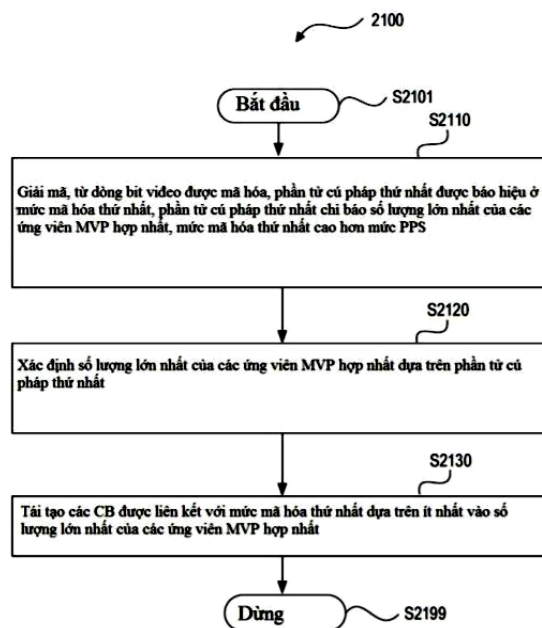 2100
Bắt đầu
S2101
S2110
Giải mã, từ dòng bit video được mã hóa, phần tử cú pháp thứ nhất được báo hiệu ở
mức mã hóa thứ nhất, phần tử cú pháp thứ nhất chỉ báo số lượng lớn nhất của các
ứng viên MVP hợp nhất, mức mã hóa thứ nhất cao hơn mức PPS
S2120
Xác định số lượng lớn nhất của các ứng viên MVP hợp nhất dựa trên phần tử cú
pháp thứ nhất
S2130
Tái tạo các CB được liên kết với mức mã hóa thứ nhất dựa trên ít nhất vào số
lượng lớn nhất của các ứng viên MVP hợp nhất
Dừng
S2199